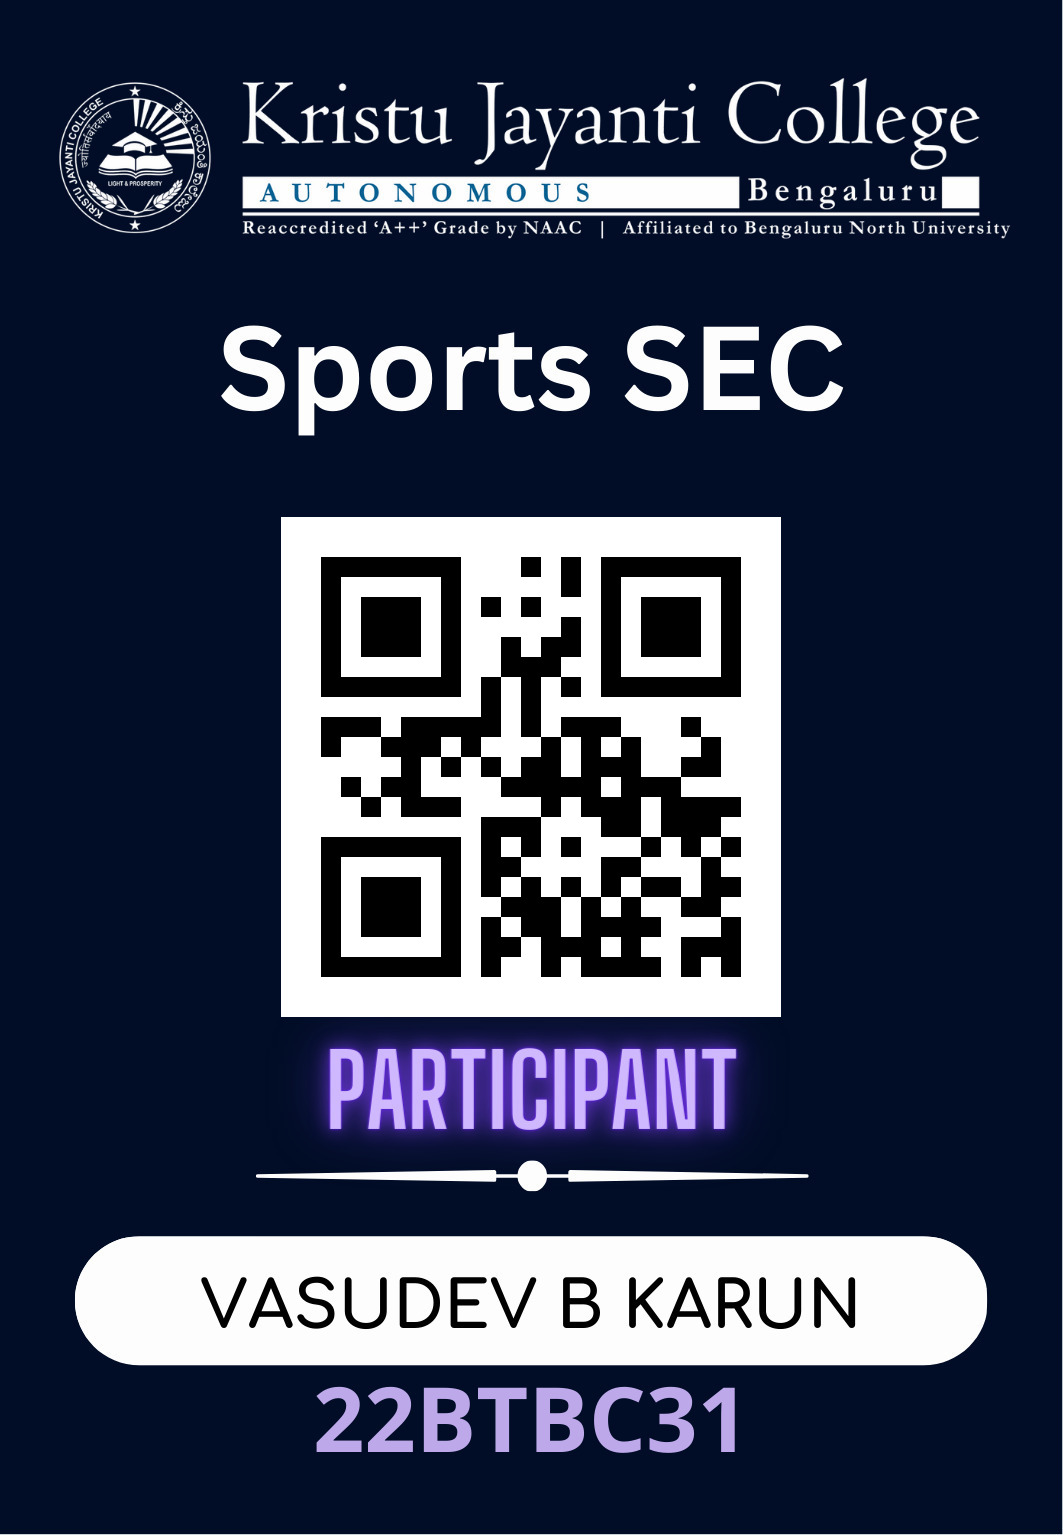 KRISTU JAYANTI COLLEGE
ಕ್ರಿಸ್ತು ಜಯಂತಿ ಕಾಲೇಜು
LIGHT & PROSPERITY
Kristu Jayanti College
AUTONOMOUS Bengaluru
Reaccredited ‘A++’ Grade by NAAC | Affiliated to Bengaluru North University
Sports SEC
PARTICIPANT
VASUDEV B KARUN
22BTBC31